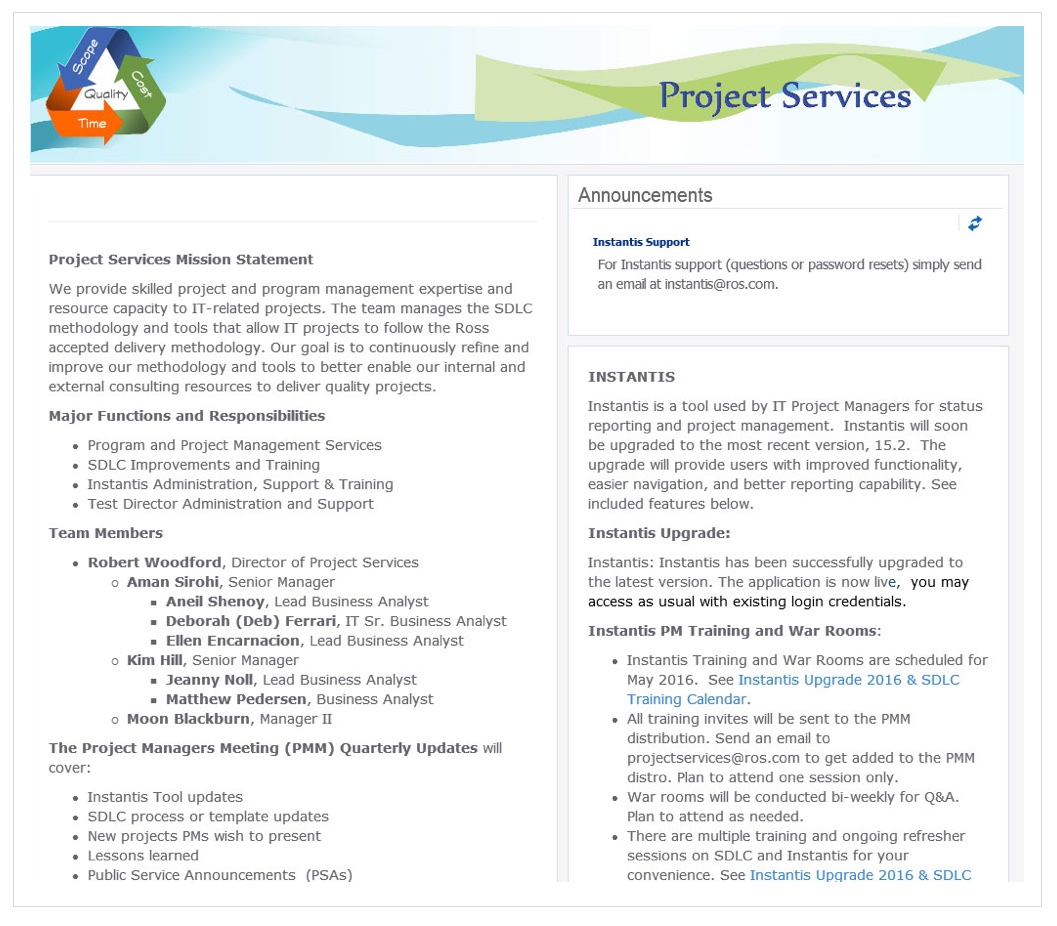 Scope
Cost
Quality
Time
Project Services
Project Services Mission Statement
We provide skilled project and program management expertise and
resource capacity to IT-related projects. The team manages the SDLC
methodology and tools that allow IT projects to follow the Ross
accepted delivery methodology. Our goal is to continuously refine and
improve our methodology and tools to better enable our internal and
external consulting resources to deliver quality projects.
Major Functions and Responsibilities
• Program and Project Management Services
• SDLC Improvements and Training
• Instantis Administration, Support & Training
• Test Director Administration and Support
Team Members
• Robert Woodford, Director of Project Services
○ Aman Sirohi, Senior Manager
▪ Aneil Shenoy, Lead Business Analyst
▪ Deborah (Deb) Ferrari, IT Sr. Business Analyst
▪ Ellen Encarnacion, Lead Business Analyst
○ Kim Hill, Senior Manager
▪ Jeanny Noll, Lead Business Analyst
▪ Matthew Pedersen, Business Analyst
○ Moon Blackburn, Manager II
The Project Managers Meeting (PMM) Quarterly Updates will
cover:
• Instantis Tool updates
• SDLC process or template updates
• New projects PMs wish to present
• Lessons learned
• Public Service Announcements (PSAs)
Announcements
Instantis Support
For Instantis support (questions or password resets) simply send
an email at instantis@ros.com.
INSTANTIS
Instantis is a tool used by IT Project Managers for status
reporting and project management. Instantis will soon
be upgraded to the most recent version, 15.2. The
upgrade will provide users with improved functionality,
easier navigation, and better reporting capability. See
included features below.
Instantis Upgrade:
Instantis: Instantis has been successfully upgraded to
the latest version. The application is now live, you may
access as usual with existing login credentials.
Instantis PM Training and War Rooms:
• Instantis Training and War Rooms are scheduled for
May 2016. See Instantis Upgrade 2016 & SDLC
Training Calendar.
• All training invites will be sent to the PMM
distribution. Send an email to
projectservices@ros.com to get added to the PMM
distro. Plan to attend one session only.
• War rooms will be conducted bi-weekly for Q&A.
Plan to attend as needed.
• There are multiple training and ongoing refresher
sessions on SDLC and Instantis for your
convenience. See Instantis Upgrade 2016 & SDLC